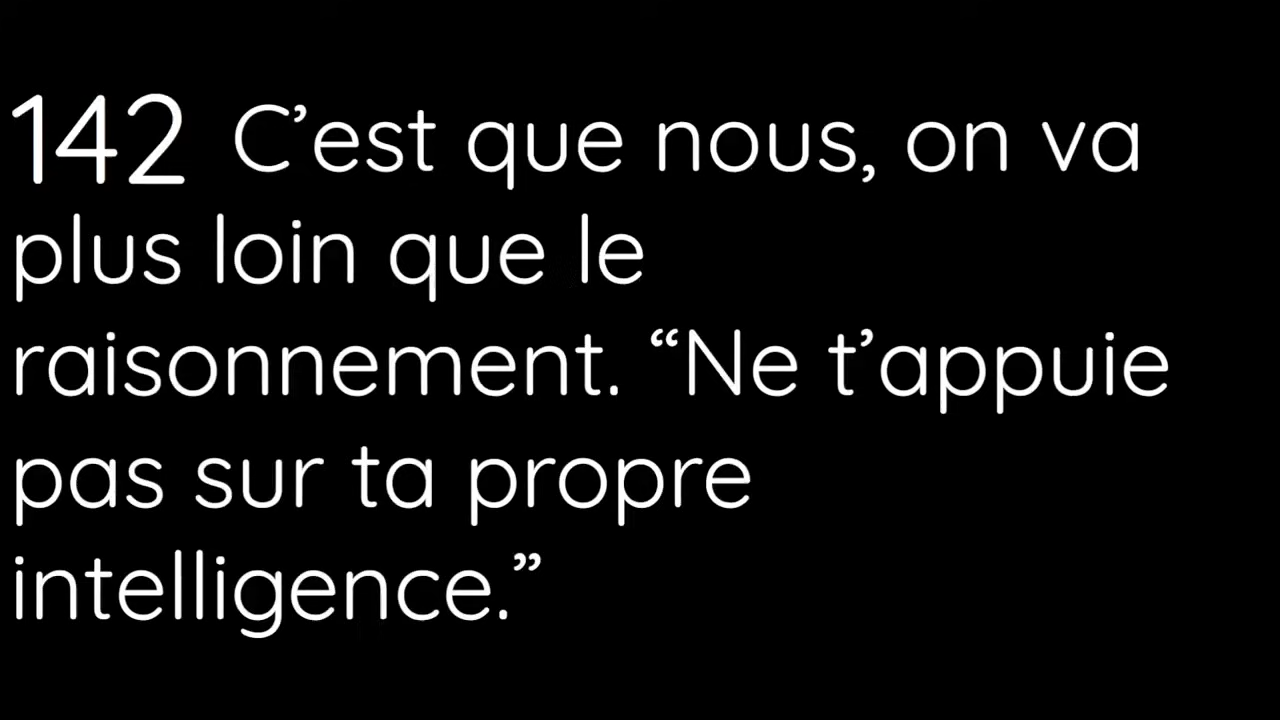 142 C’est que nous, on va
plus loin que le
raisonnement. “Ne t’appuie
pas sur ta propre
intelligence.”